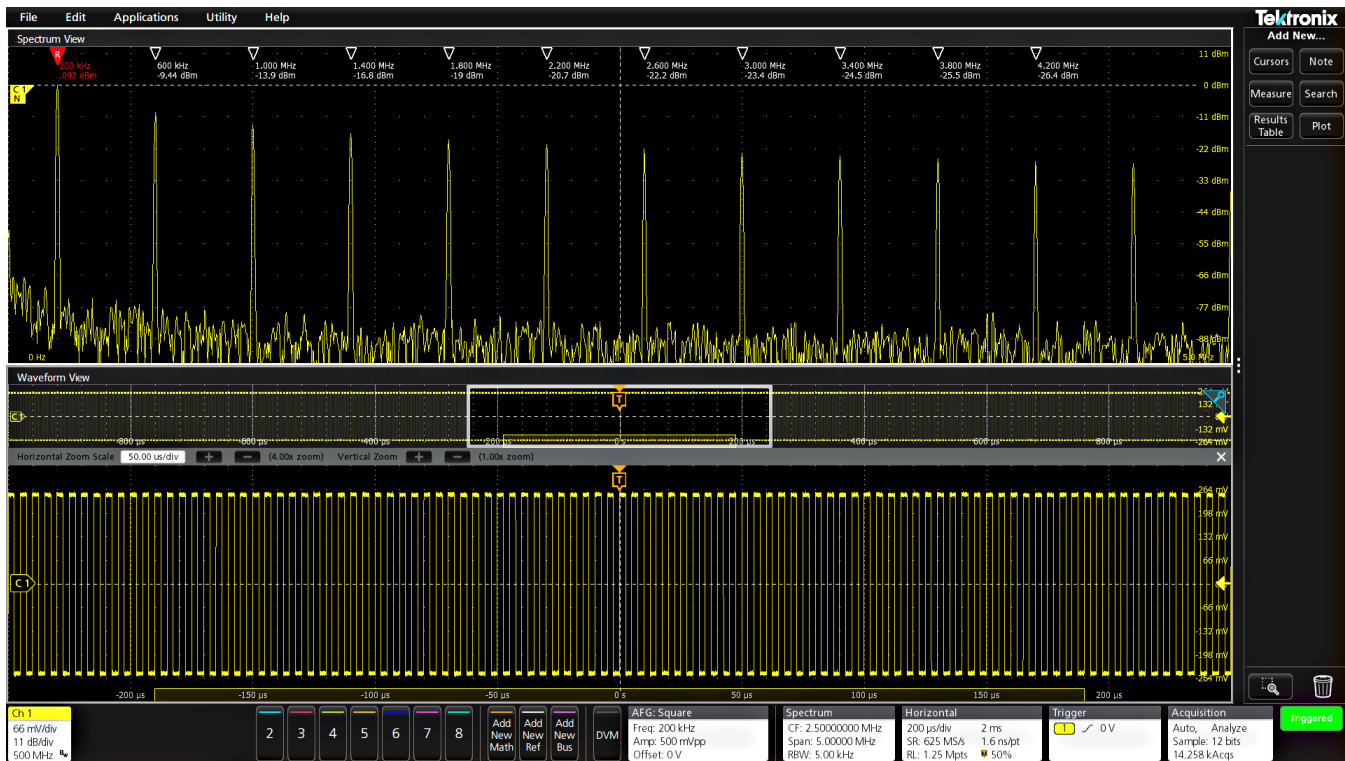 File Edit Applications Utility Help
Tektronix
Add New...
Cursors Note
Measure Search
Results Table Plot
Spectrum View
R
200 kHz 600 kHz 1.000 MHz 1.400 MHz 1.800 MHz 2.200 MHz 2.600 MHz 3.000 MHz 3.400 MHz 3.800 MHz 4.200 MHz
.092 dBm -9.44 dBm -13.9 dBm -16.8 dBm -19 dBm -20.7 dBm -22.2 dBm -23.4 dBm -24.5 dBm -25.5 dBm -26.4 dBm
11 dBm
C 1
N
0 dBm
-11 dBm
-22 dBm
-33 dBm
-44 dBm
-55 dBm
-66 dBm
-77 dBm
-88 dBm
0 Hz 5.0 MHz
Waveform View
T
132
C1
-132 mV
-800 µs -600 µs -400 µs -200 µs 0 s 200 µs 400 µs 600 µs 800 µs -264 mV
Horizontal Zoom Scale 50.00 us/div + − (4.00x zoom) Vertical Zoom + − (1.00x zoom) ×
T
264 mV
198 mV
132 mV
66 mV
C 1
-66 mV
-132 mV
-198 mV
-264 mV
-200 µs -150 µs -100 µs -50 µs 0 s 50 µs 100 µs 150 µs 200 µs
Ch 1
66 mV/div
11 dB/div
500 MHz Bw
2 3 4 5 6 7 8
Add New Math
Add New Ref
Add New Bus
DVM
AFG: Square
Freq: 200 kHz
Amp: 500 mVpp
Offset: 0 V
Spectrum
CF: 2.50000000 MHz
Span: 5.00000 MHz
RBW: 5.00 kHz
Horizontal
200 µs/div 2 ms
SR: 625 MS/s 1.6 ns/pt
RL: 1.25 Mpts 50%
Trigger
1 0 V
Acquisition
Auto, Analyze
Sample: 12 bits
14.258 kAcqs
Triggered